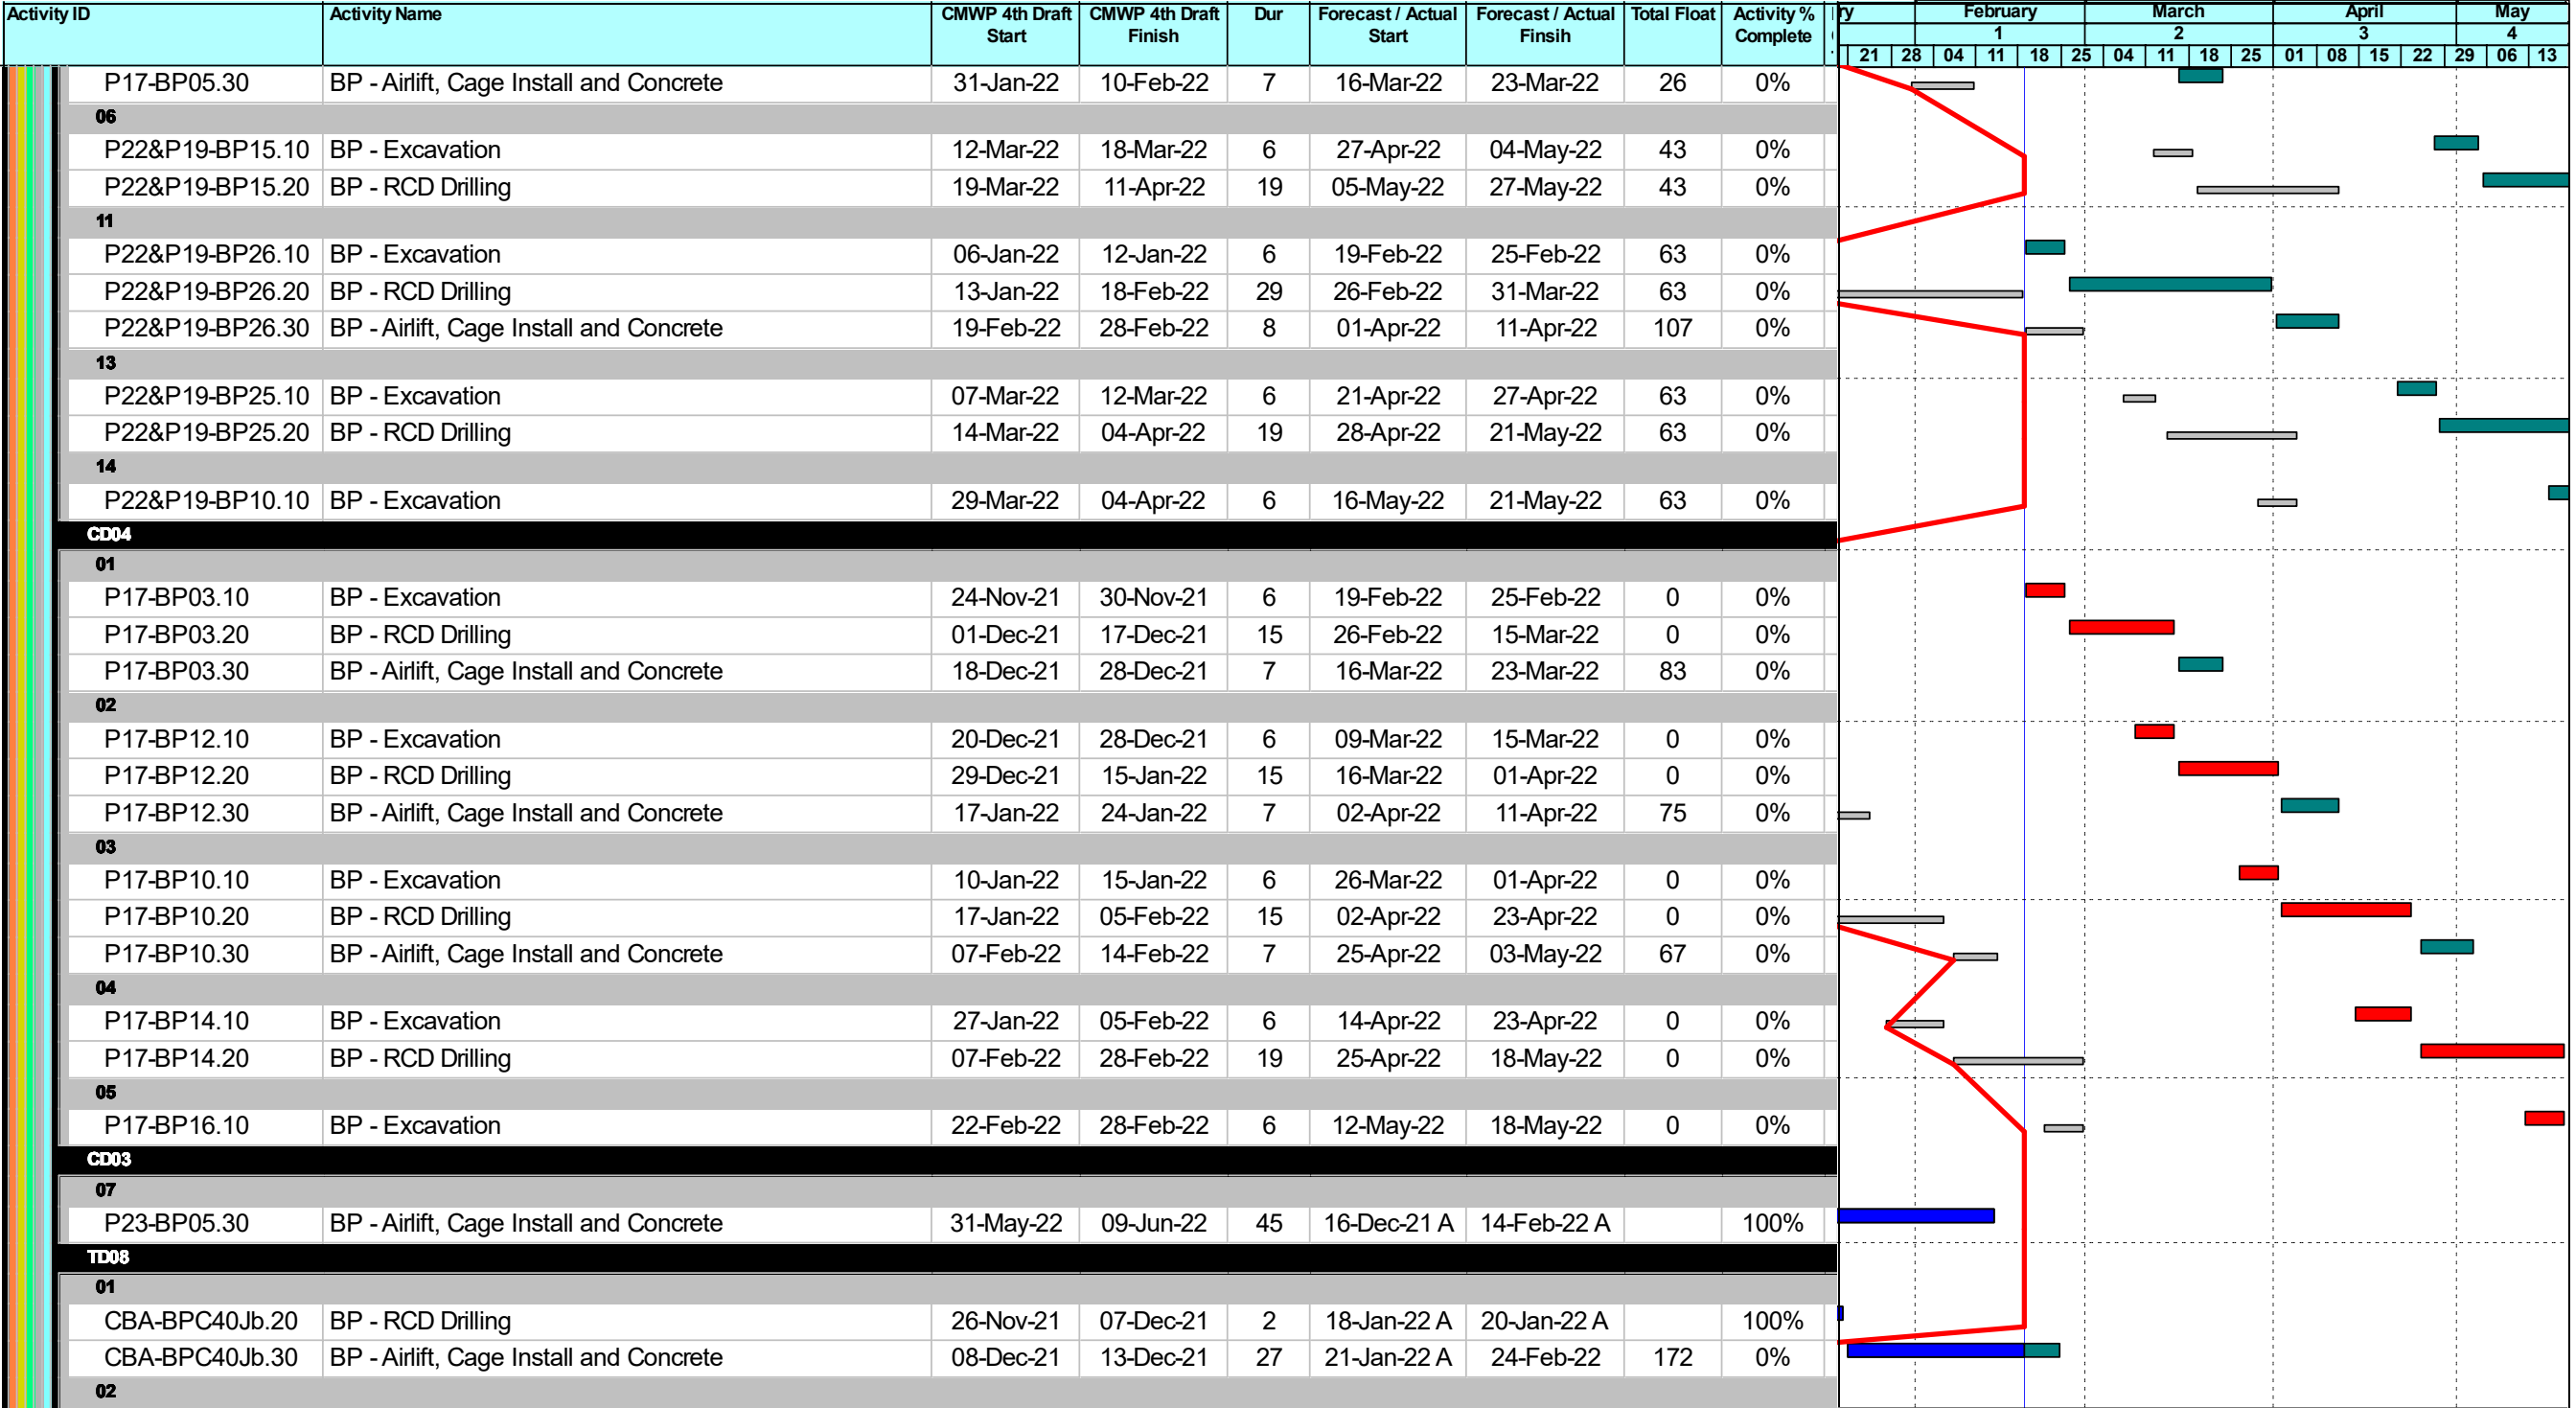 Activity ID Activity Name CMWP 4th Draft Start CMWP 4th Draft Finish Dur Forecast / Actual Start Forecast / Actual Finsih Total Float Activity % Complete
ry February March April May
1 2 3 4
21 28 04 11 18 25 04 11 18 25 01 08 15 22 29 06 13
P17-BP05.30 BP - Airlift, Cage Install and Concrete 31-Jan-22 10-Feb-22 7 16-Mar-22 23-Mar-22 26 0%
06
P22&P19-BP15.10 BP - Excavation 12-Mar-22 18-Mar-22 6 27-Apr-22 04-May-22 43 0%
P22&P19-BP15.20 BP - RCD Drilling 19-Mar-22 11-Apr-22 19 05-May-22 27-May-22 43 0%
11
P22&P19-BP26.10 BP - Excavation 06-Jan-22 12-Jan-22 6 19-Feb-22 25-Feb-22 63 0%
P22&P19-BP26.20 BP - RCD Drilling 13-Jan-22 18-Feb-22 29 26-Feb-22 31-Mar-22 63 0%
P22&P19-BP26.30 BP - Airlift, Cage Install and Concrete 19-Feb-22 28-Feb-22 8 01-Apr-22 11-Apr-22 107 0%
13
P22&P19-BP25.10 BP - Excavation 07-Mar-22 12-Mar-22 6 21-Apr-22 27-Apr-22 63 0%
P22&P19-BP25.20 BP - RCD Drilling 14-Mar-22 04-Apr-22 19 28-Apr-22 21-May-22 63 0%
14
P22&P19-BP10.10 BP - Excavation 29-Mar-22 04-Apr-22 6 16-May-22 21-May-22 63 0%
CD04
01
P17-BP03.10 BP - Excavation 24-Nov-21 30-Nov-21 6 19-Feb-22 25-Feb-22 0 0%
P17-BP03.20 BP - RCD Drilling 01-Dec-21 17-Dec-21 15 26-Feb-22 15-Mar-22 0 0%
P17-BP03.30 BP - Airlift, Cage Install and Concrete 18-Dec-21 28-Dec-21 7 16-Mar-22 23-Mar-22 83 0%
02
P17-BP12.10 BP - Excavation 20-Dec-21 28-Dec-21 6 09-Mar-22 15-Mar-22 0 0%
P17-BP12.20 BP - RCD Drilling 29-Dec-21 15-Jan-22 15 16-Mar-22 01-Apr-22 0 0%
P17-BP12.30 BP - Airlift, Cage Install and Concrete 17-Jan-22 24-Jan-22 7 02-Apr-22 11-Apr-22 75 0%
03
P17-BP10.10 BP - Excavation 10-Jan-22 15-Jan-22 6 26-Mar-22 01-Apr-22 0 0%
P17-BP10.20 BP - RCD Drilling 17-Jan-22 05-Feb-22 15 02-Apr-22 23-Apr-22 0 0%
P17-BP10.30 BP - Airlift, Cage Install and Concrete 07-Feb-22 14-Feb-22 7 25-Apr-22 03-May-22 67 0%
04
P17-BP14.10 BP - Excavation 27-Jan-22 05-Feb-22 6 14-Apr-22 23-Apr-22 0 0%
P17-BP14.20 BP - RCD Drilling 07-Feb-22 28-Feb-22 19 25-Apr-22 18-May-22 0 0%
05
P17-BP16.10 BP - Excavation 22-Feb-22 28-Feb-22 6 12-May-22 18-May-22 0 0%
CD03
07
P23-BP05.30 BP - Airlift, Cage Install and Concrete 31-May-22 09-Jun-22 45 16-Dec-21 A 14-Feb-22 A 100%
TD08
01
CBA-BPC40Jb.20 BP - RCD Drilling 26-Nov-21 07-Dec-21 2 18-Jan-22 A 20-Jan-22 A 100%
CBA-BPC40Jb.30 BP - Airlift, Cage Install and Concrete 08-Dec-21 13-Dec-21 27 21-Jan-22 A 24-Feb-22 172 0%
02